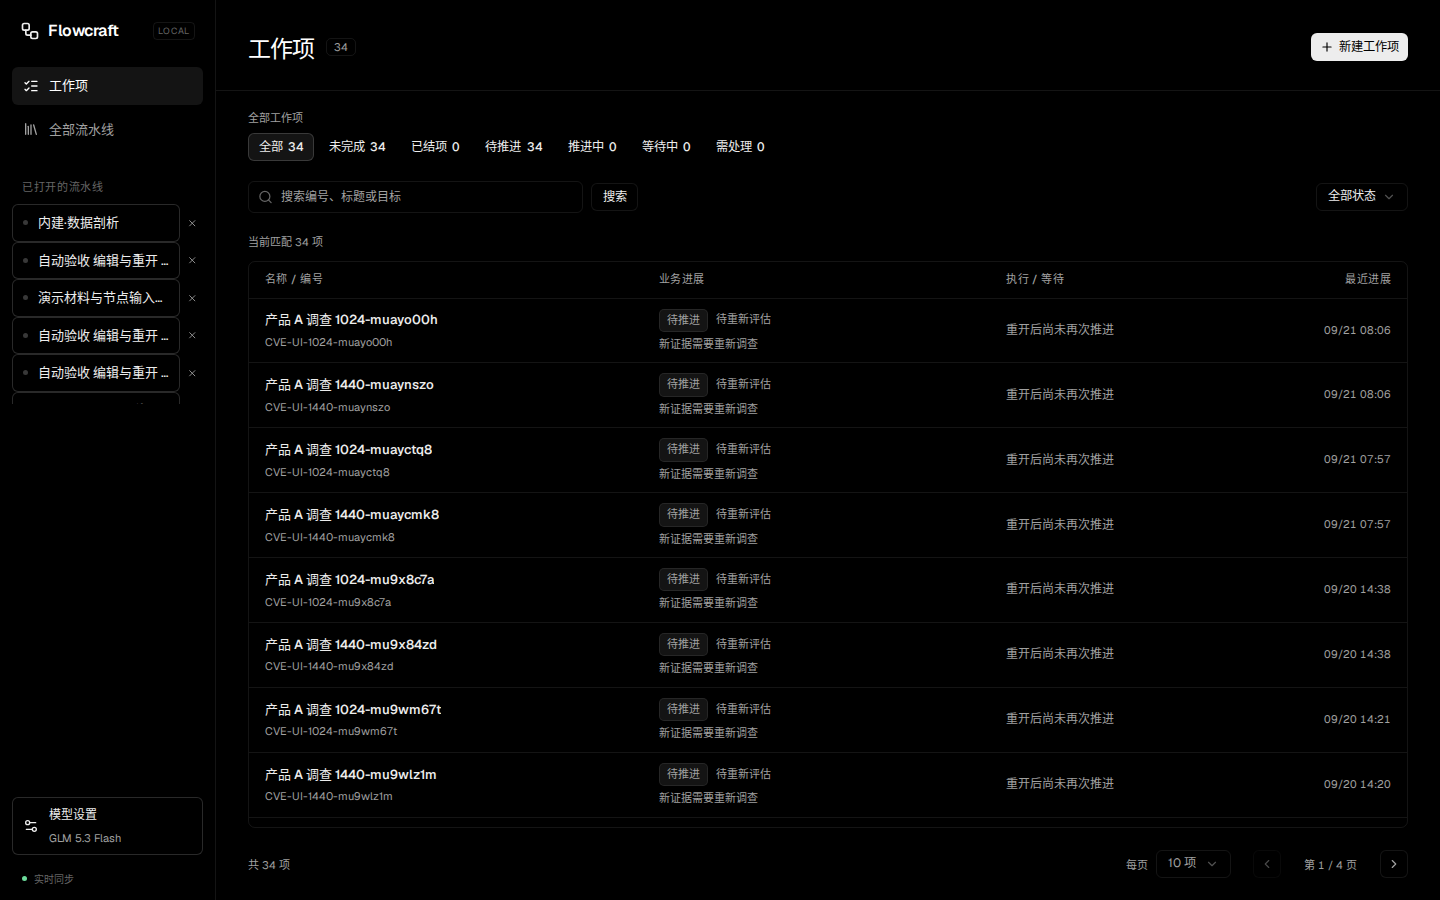 Flowcraft LOCAL
工作项
全部流水线
已打开的流水线
内建·数据剖析
自动验收 编辑与重开 ...
演示材料与节点输入...
自动验收 编辑与重开 ...
自动验收 编辑与重开 ...
模型设置
GLM 5.3 Flash
实时同步
工作项 34
新建工作项
全部工作项
全部 34 未完成 34 已结项 0 待推进 34 推进中 0 等待中 0 需处理 0
搜索编号、标题或目标 搜索 全部状态
当前匹配 34 项
名称 / 编号 业务进展 执行 / 等待 最近进展
产品 A 调查 1024-muayo00h 待推进 待重新评估
CVE-UI-1024-muayo00h 新证据需要重新调查 重开后尚未再次推进 09/21 08:06
产品 A 调查 1440-muaynszo 待推进 待重新评估
CVE-UI-1440-muaynszo 新证据需要重新调查 重开后尚未再次推进 09/21 08:06
产品 A 调查 1024-muayctq8 待推进 待重新评估
CVE-UI-1024-muayctq8 新证据需要重新调查 重开后尚未再次推进 09/21 07:57
产品 A 调查 1440-muaycmk8 待推进 待重新评估
CVE-UI-1440-muaycmk8 新证据需要重新调查 重开后尚未再次推进 09/21 07:57
产品 A 调查 1024-mu9x8c7a 待推进 待重新评估
CVE-UI-1024-mu9x8c7a 新证据需要重新调查 重开后尚未再次推进 09/20 14:38
产品 A 调查 1440-mu9x84zd 待推进 待重新评估
CVE-UI-1440-mu9x84zd 新证据需要重新调查 重开后尚未再次推进 09/20 14:38
产品 A 调查 1024-mu9wm67t 待推进 待重新评估
CVE-UI-1024-mu9wm67t 新证据需要重新调查 重开后尚未再次推进 09/20 14:21
产品 A 调查 1440-mu9wlz1m 待推进 待重新评估
CVE-UI-1440-mu9wlz1m 新证据需要重新调查 重开后尚未再次推进 09/20 14:20
共 34 项 每页 10 项 第 1 / 4 页